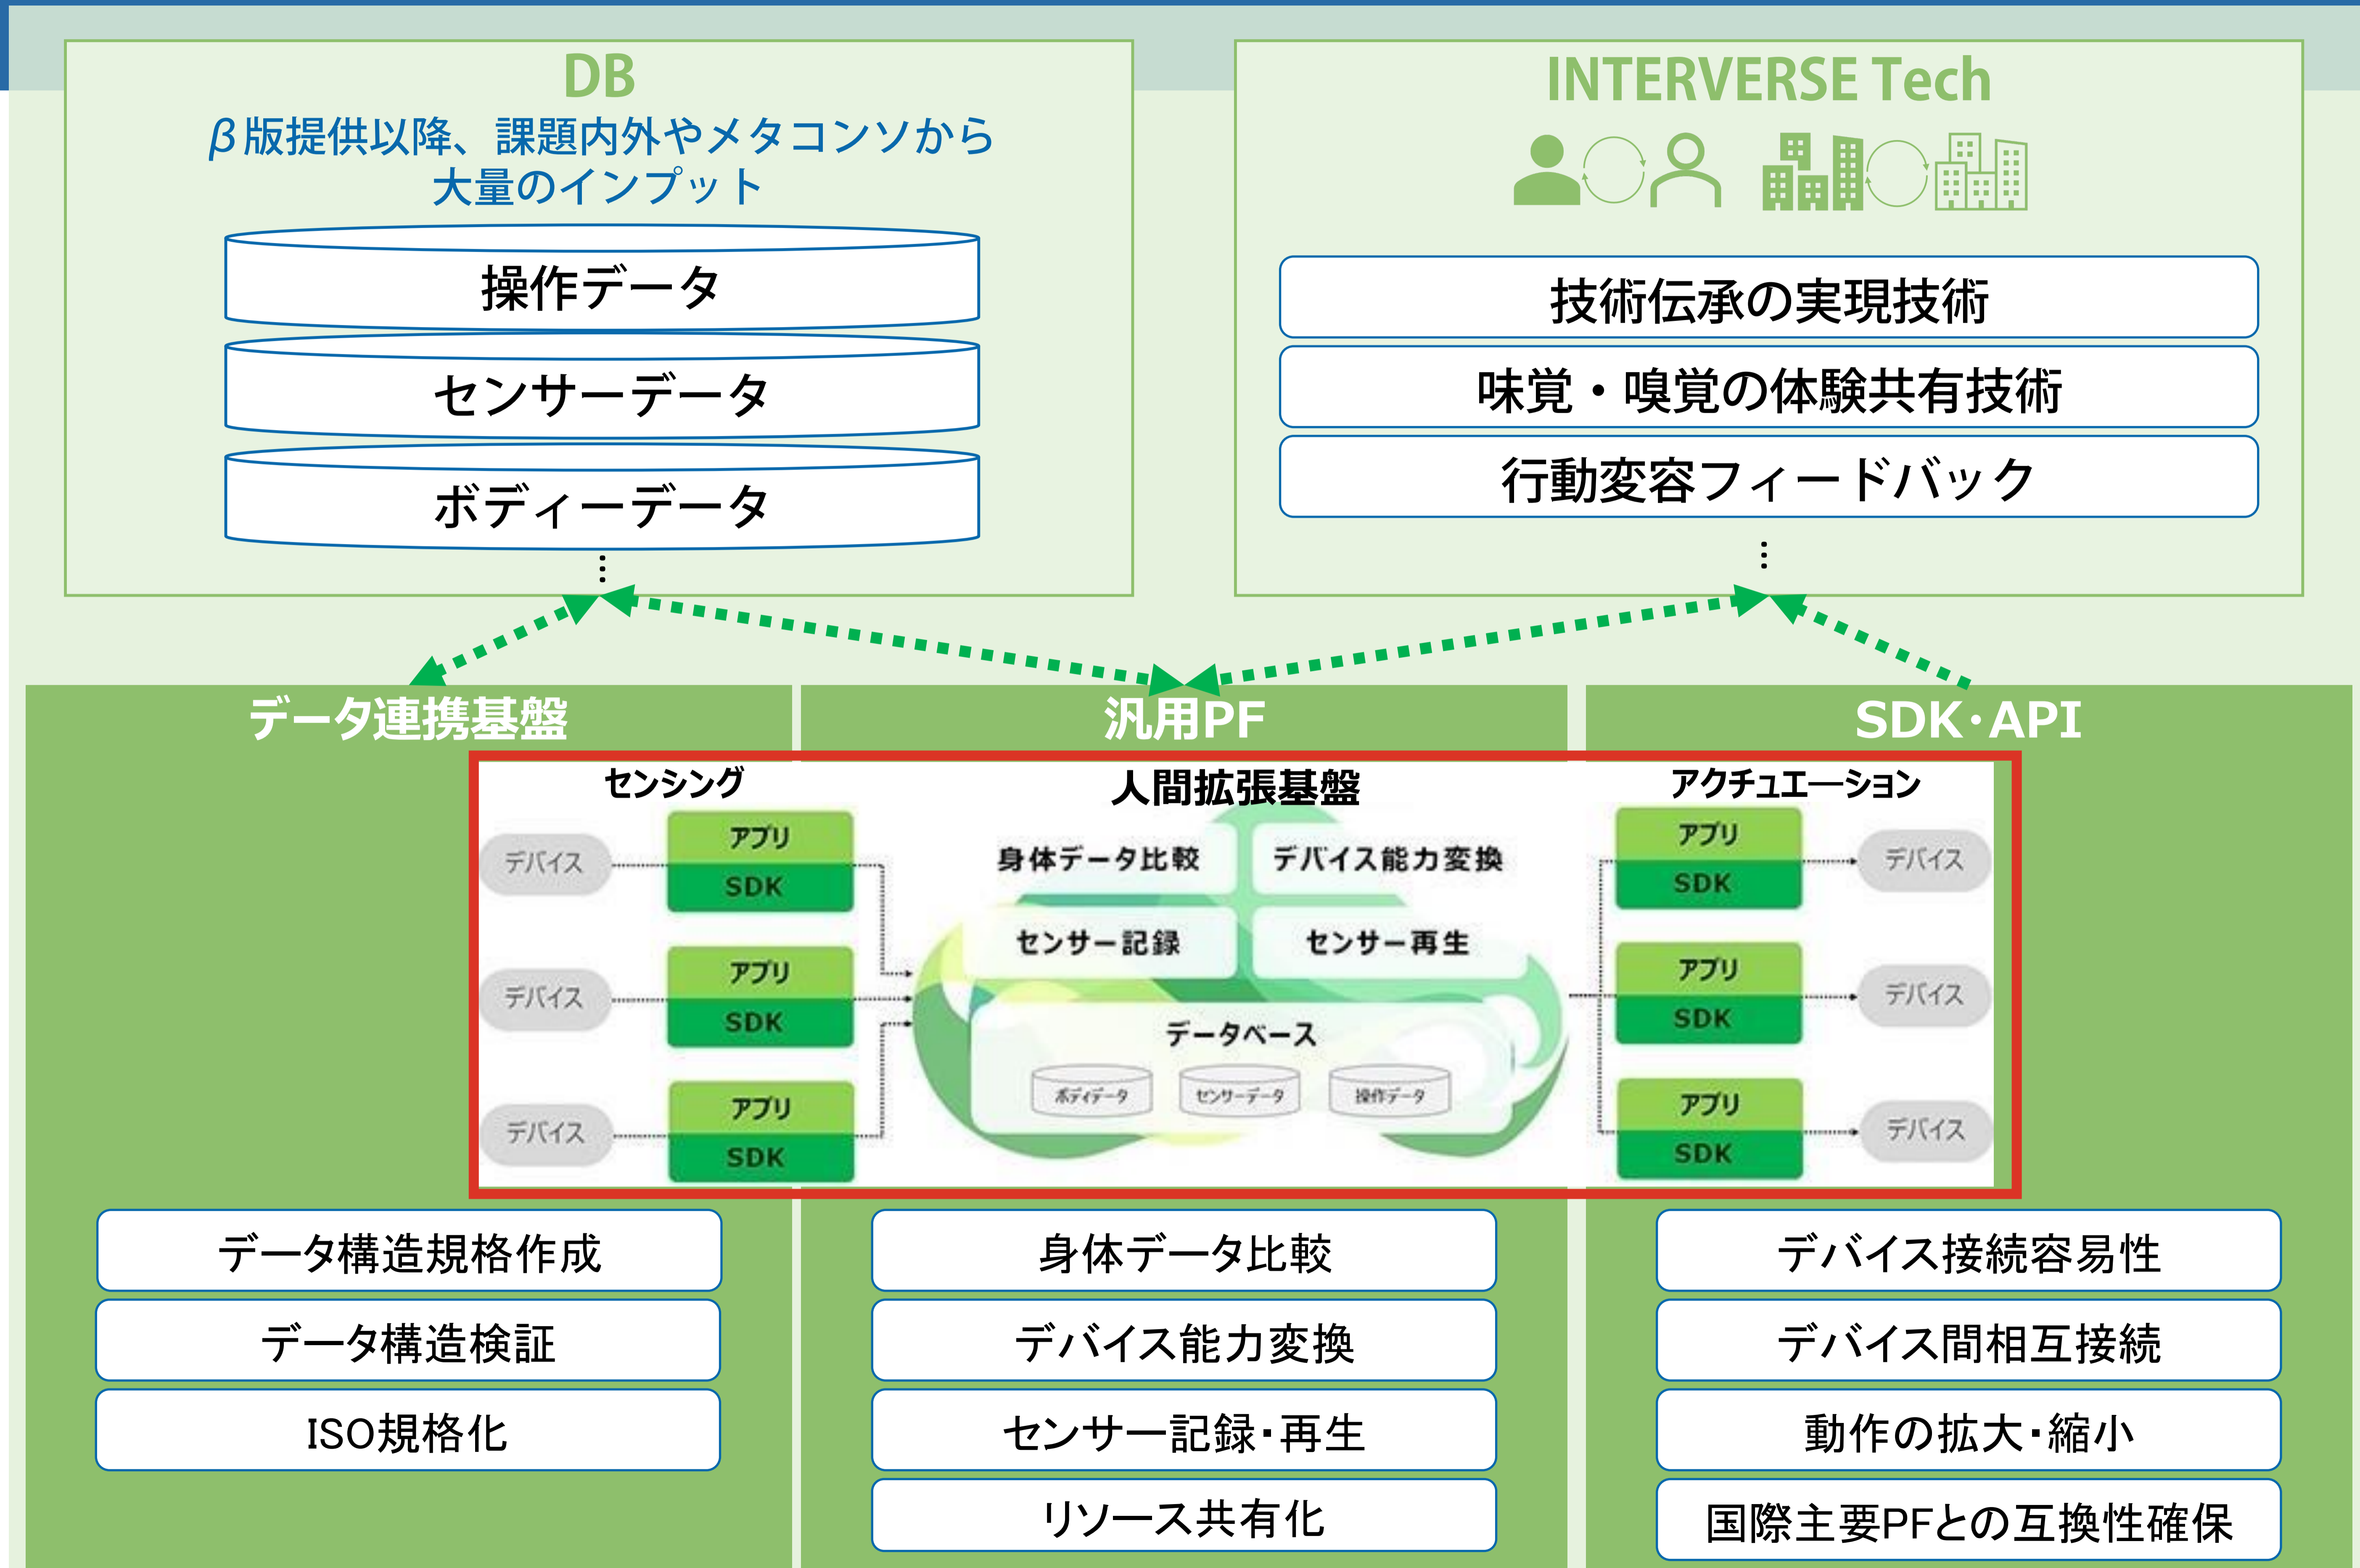 DB
β版提供以降、課題内外やメタコンソから
大量のインプット
操作データ
センサーデータ
ボディーデータ
⋮
INTERVERSE Tech
技術伝承の実現技術
味覚・嗅覚の体験共有技術
行動変容フィードバック
⋮
データ連携基盤
汎用PF
SDK・API
センシング
デバイス
アプリ
SDK
デバイス
アプリ
SDK
デバイス
アプリ
SDK
人間拡張基盤
身体データ比較
デバイス能力変換
センサー記録
センサー再生
データベース
ボディデータ
センサーデータ
操作データ
アクチュエーション
アプリ
SDK
デバイス
アプリ
SDK
デバイス
アプリ
SDK
デバイス
データ構造規格作成
データ構造検証
ISO規格化
身体データ比較
デバイス能力変換
センサー記録・再生
リソース共有化
デバイス接続容易性
デバイス間相互接続
動作の拡大・縮小
国際主要PFとの互換性確保